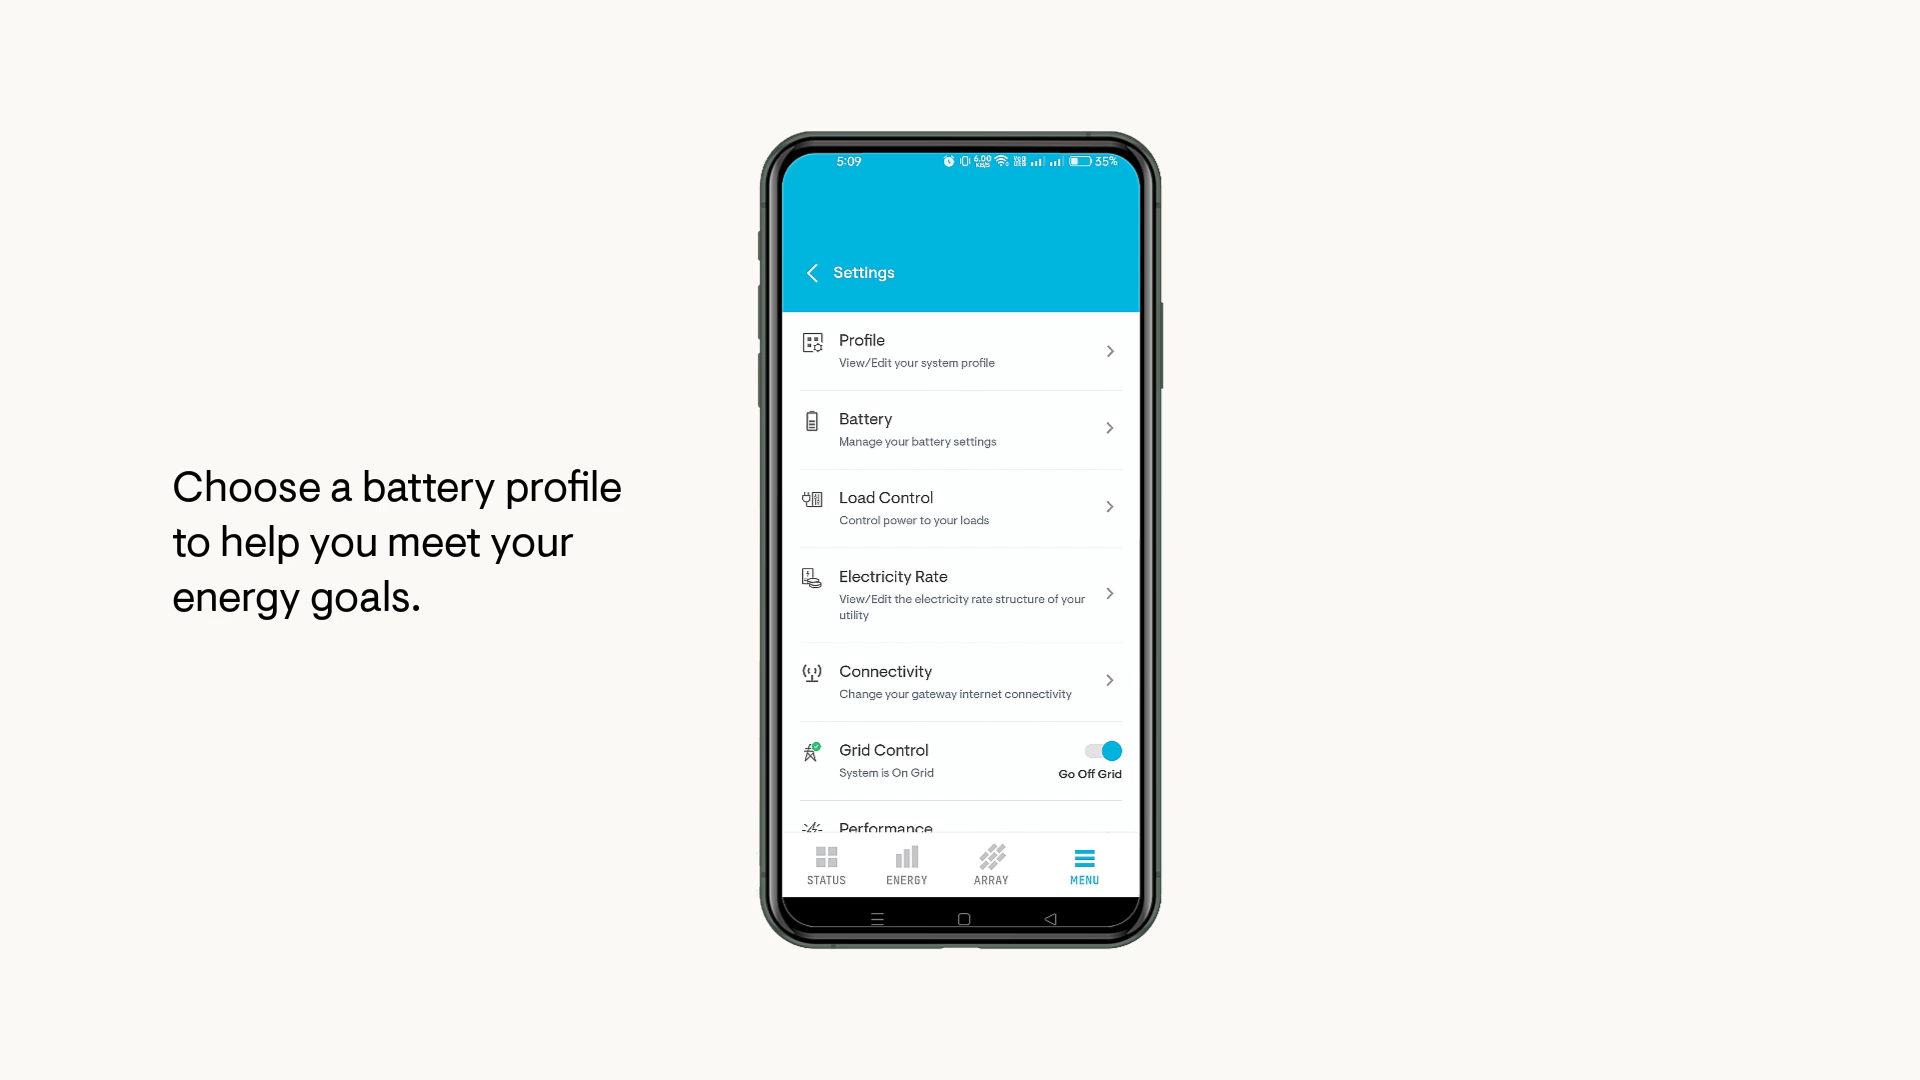 Choose a battery profile
to help you meet your
energy goals.
5:09
6.00
35%
Settings
Profile
View/Edit your system profile
Battery
Manage your battery settings
Load Control
Control power to your loads
Electricity Rate
View/Edit the electricity rate structure of your
utility
Connectivity
Change your gateway internet connectivity
Grid Control
System is On Grid
Go Off Grid
Performance
STATUS
ENERGY
ARRAY
MENU